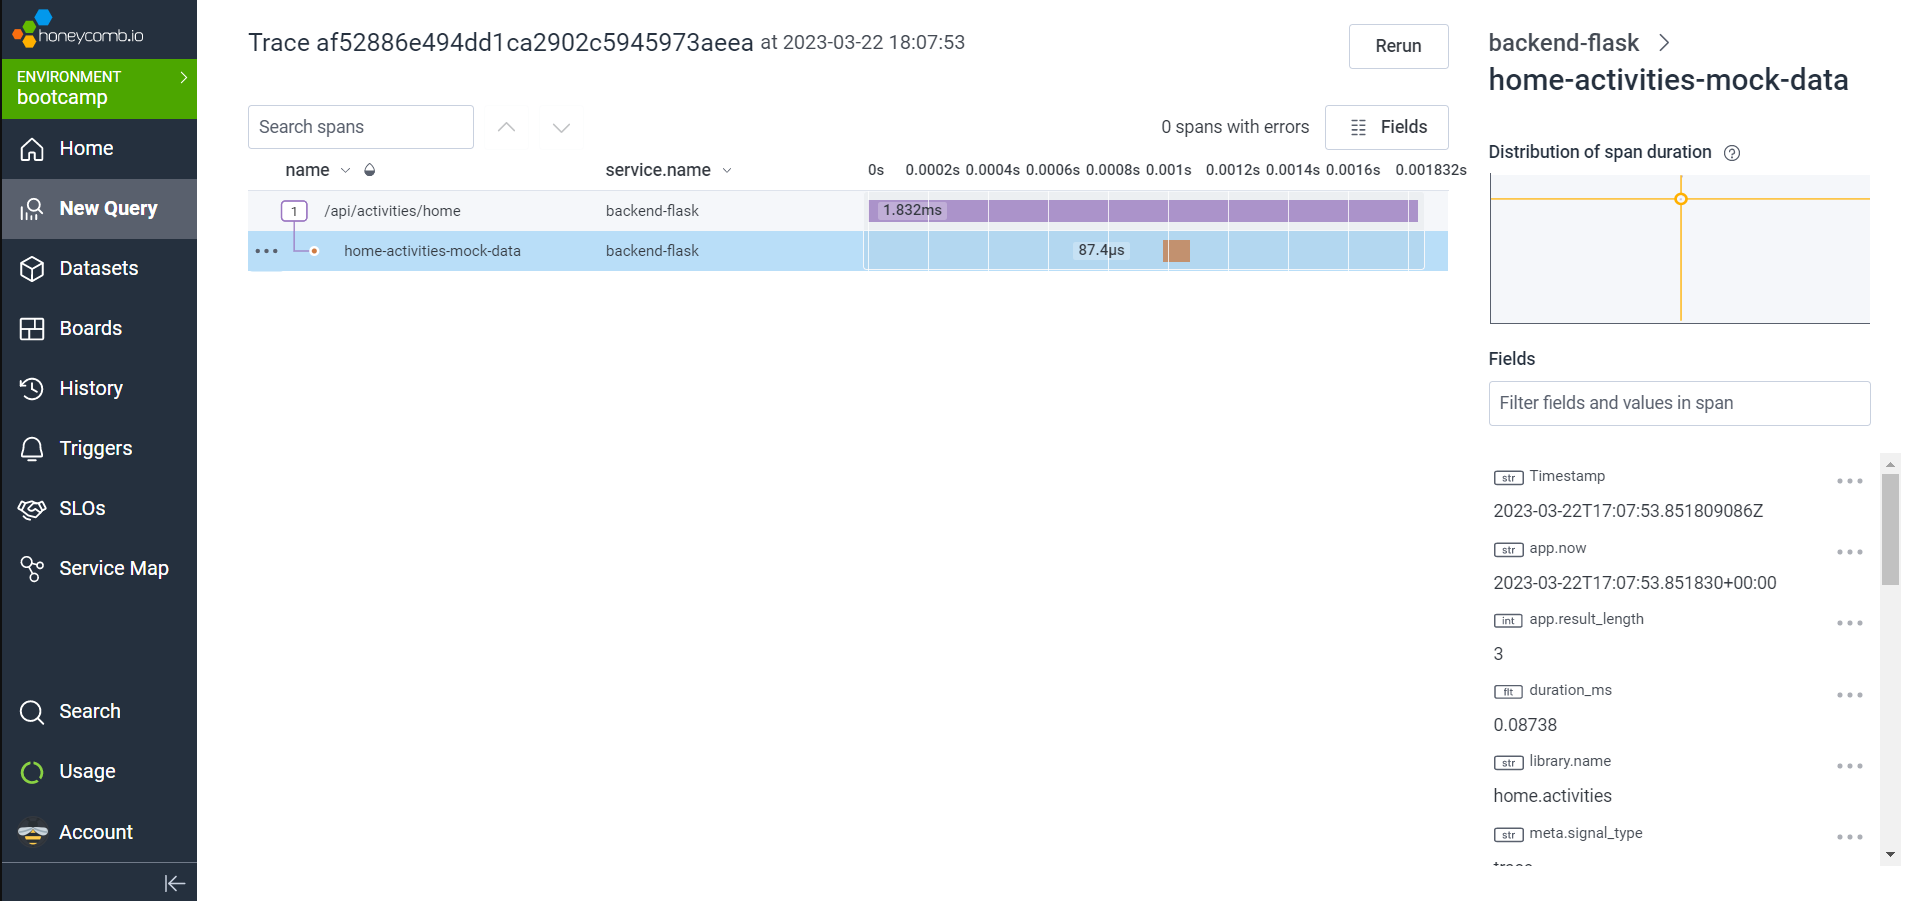 honeycomb.io
ENVIRONMENT
bootcamp
Home
New Query
Datasets
Boards
History
Triggers
SLOs
Service Map
Search
Usage
Account
Trace af52886e494dd1ca2902c5945973aeea at 2023-03-22 18:07:53
Rerun
Search spans
0 spans with errors
Fields
name service.name 0s 0.0002s 0.0004s 0.0006s 0.0008s 0.001s 0.0012s 0.0014s 0.0016s 0.001832s
1 /api/activities/home backend-flask 1.832ms
home-activities-mock-data backend-flask 87.4μs
backend-flask
home-activities-mock-data
Distribution of span duration ?
Fields
Filter fields and values in span
str Timestamp
2023-03-22T17:07:53.851809086Z
str app.now
2023-03-22T17:07:53.851830+00:00
int app.result_length
3
flt duration_ms
0.08738
str library.name
home.activities
str meta.signal_type